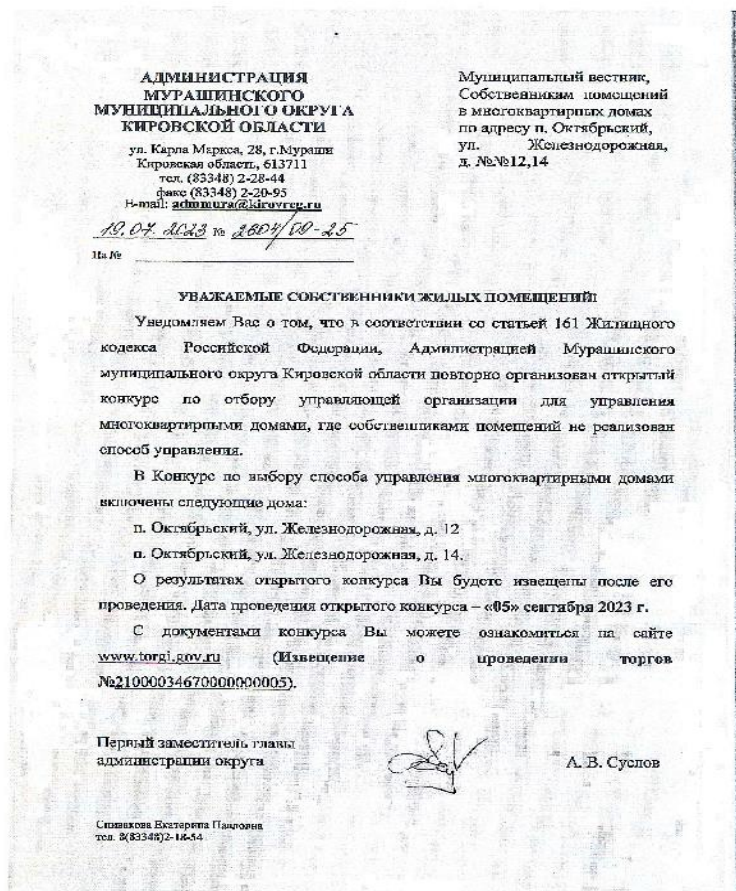 АДМИНИСТРАЦИЯ
МУРАШИНСКОГО
МУНИЦИПАЛЬНОГО ОКРУГА
КИРОВСКОЙ ОБЛАСТИ
ул. Карла Маркса, 28, г.Мураши
Кировская область, 613711
тел. (83348) 2-28-44
факс (83348) 2-20-95
E-mail: admmura@kirovreg.ru
19.07.2023 № 2604/09-25
На №
Муниципальный вестник,
Собственникам помещений
в многоквартирных домах
по адресу п. Октябрьский,
ул. Железнодорожная,
д. №№12,14
УВАЖАЕМЫЕ СОБСТВЕННИКИ ЖИЛЫХ ПОМЕЩЕНИЙ!
Уведомляем Вас о том, что в соответствии со статьей 161 Жилищного
кодекса Российской Федерации, Администрацией Мурашинского
муниципального округа Кировской области повторно организован открытый
конкурс по отбору управляющей организации для управления
многоквартирными домами, где собственниками помещений не реализован
способ управления.
В Конкурс по выбору способа управления многоквартирными домами
включены следующие дома:
п. Октябрьский, ул. Железнодорожная, д. 12
п. Октябрьский, ул. Железнодорожная, д. 14.
О результатах открытого конкурса Вы будете извещены после его
проведения. Дата проведения открытого конкурса – «05» сентября 2023 г.
С документами конкурса Вы можете ознакомиться на сайте
www.torgi.gov.ru (Извещение о проведении торгов
№21000034670000000005).
Первый заместитель главы
администрации округа
А. В. Суслов
Спивакова Екатерина Павловна
тел. 8(83348)2-18-54